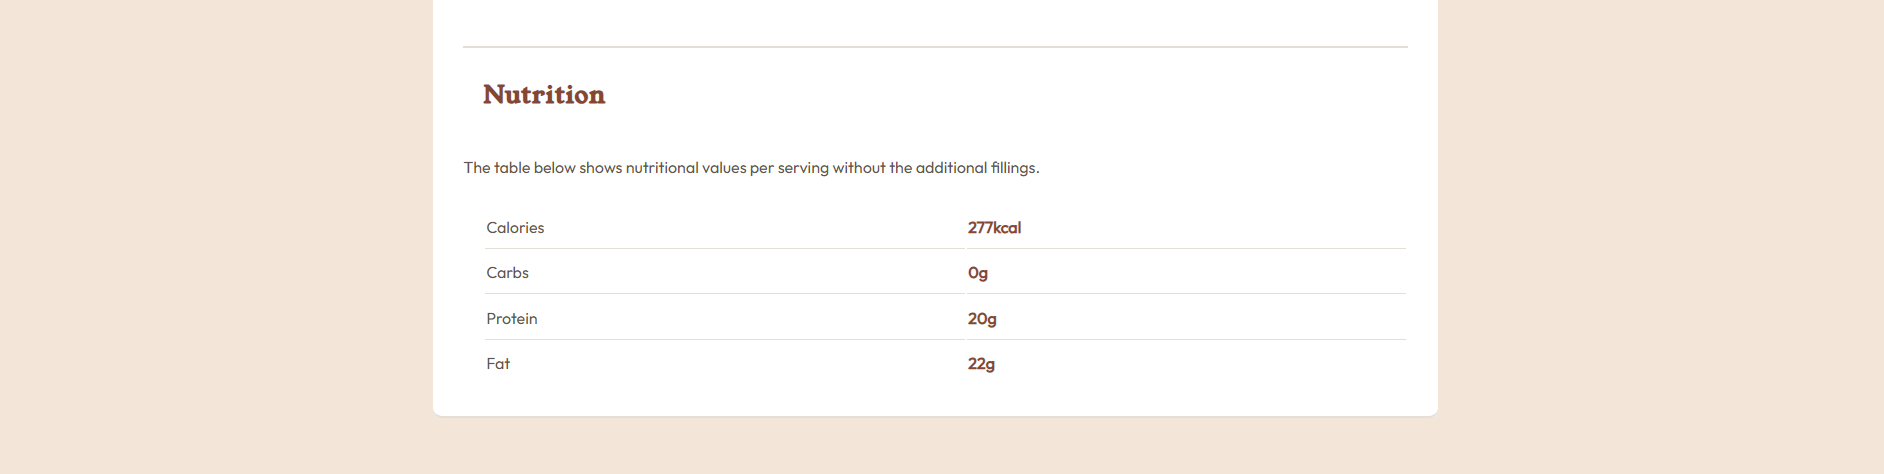 Nutrition
The table below shows nutritional values per serving without the additional fillings.
Calories 277kcal
Carbs 0g
Protein 20g
Fat 22g